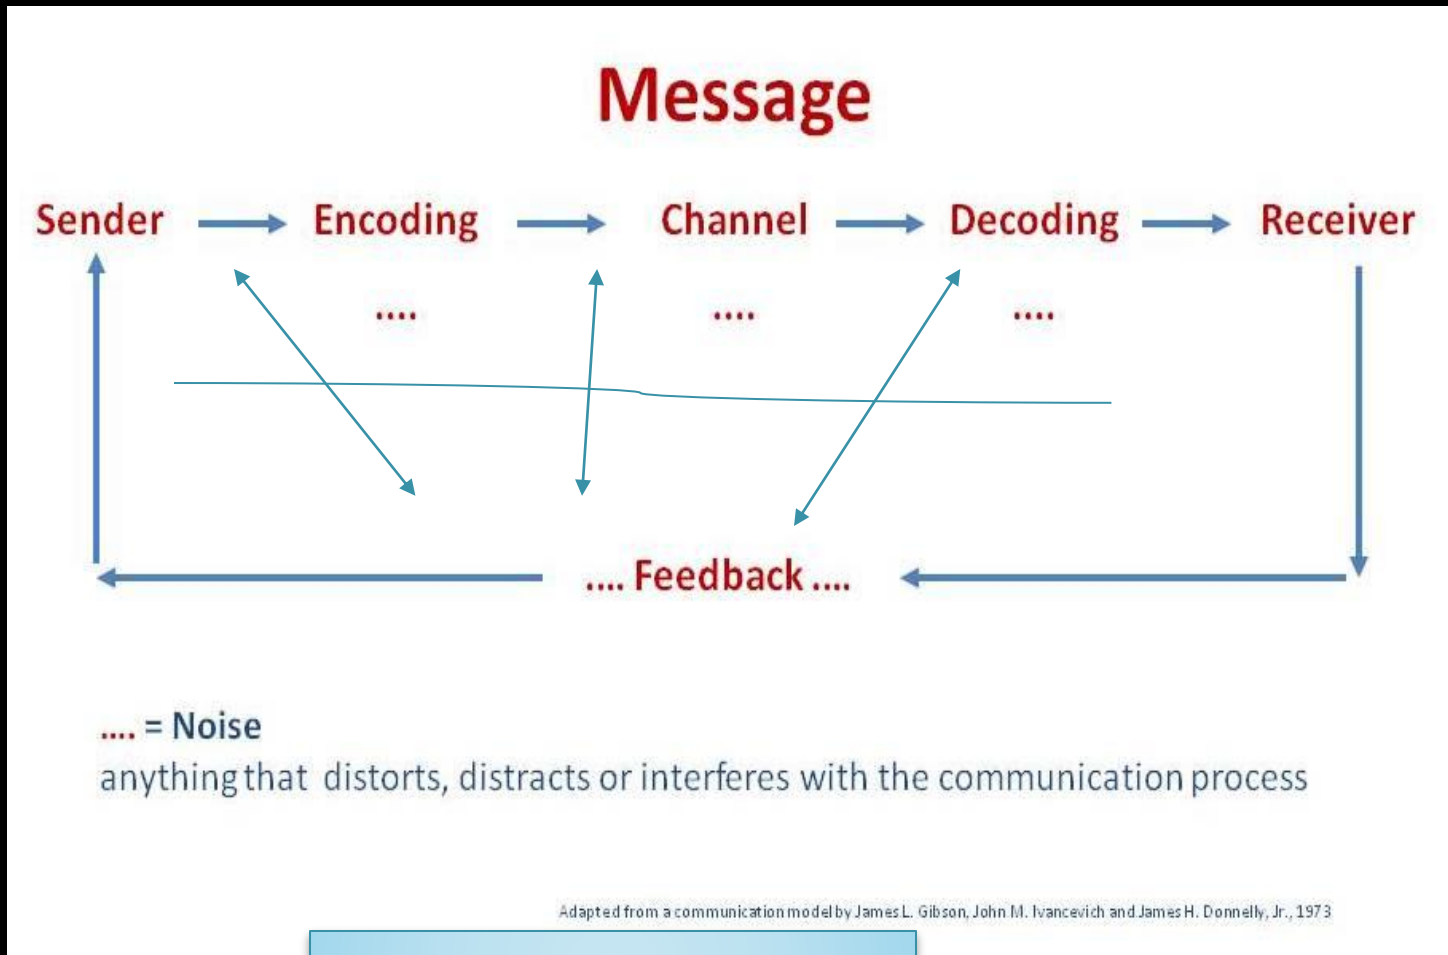 Message
Sender Encoding Channel Decoding Receiver
.... .... ....
.... Feedback ....
.... = Noise
anything that distorts, distracts or interferes with the communication process
Adapted from a communication model by James L. Gibson, John M. Ivancevich and James H. Donnelly, Jr., 1973